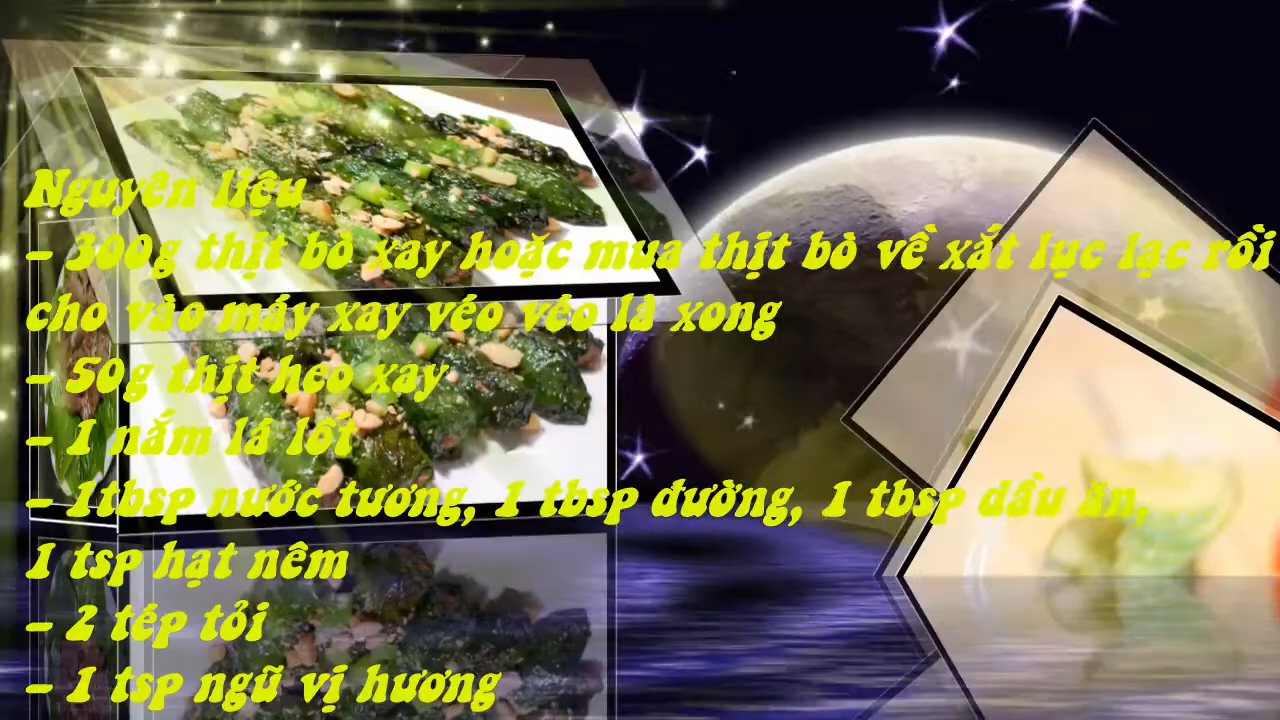 Nguyên liệu
– 300g thịt bò xay hoặc mua thịt bò về xắt lục lạc rồi
cho vào máy xay véo véo là xong
– 50g thịt heo xay
– 1 nắm lá lốt
– 1tbsp nước tương, 1 tbsp đường, 1 tbsp dầu ăn,
1 tsp hạt nêm
– 2 tép tỏi
– 1 tsp ngũ vị hương